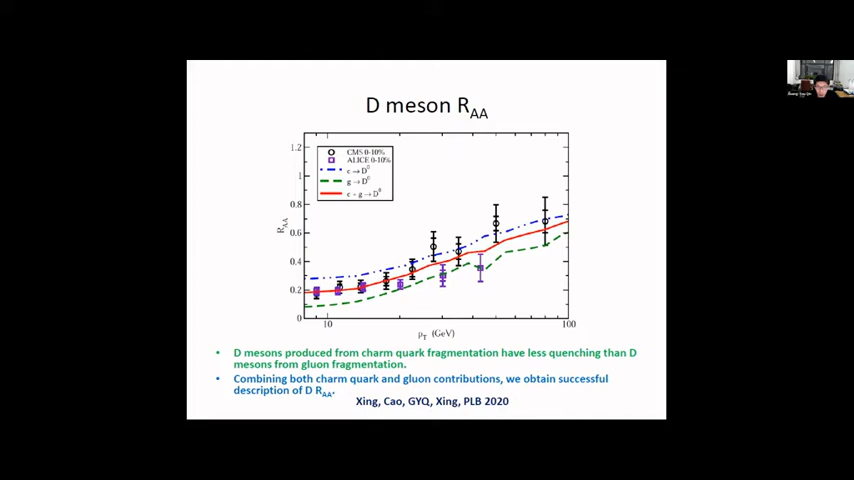 D meson RAA
1.2
1
0.8
0.6
0.4
0.2
0
RAA
CMS 0-10%
ALICE 0-10%
c → D0
g → D0
c + g → D0
10
100
pT (GeV)
• D mesons produced from charm quark fragmentation have less quenching than D
mesons from gluon fragmentation.
• Combining both charm quark and gluon contributions, we obtain successful
description of D RAA.
Xing, Cao, GYQ, Xing, PLB 2020